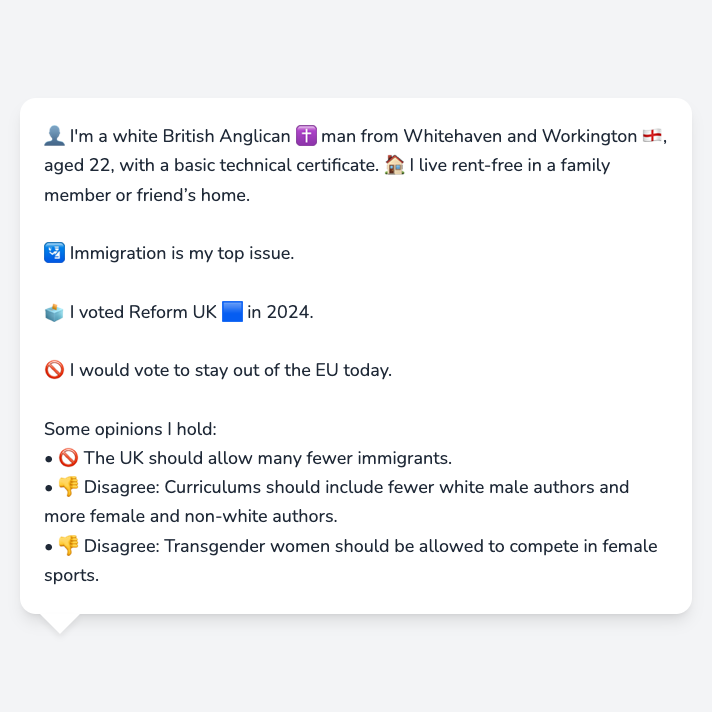 👤 I'm a white British Anglican ✝️ man from Whitehaven and Workington 🏴󠁧󠁢󠁥󠁮󠁧󠁿,
aged 22, with a basic technical certificate. 🏠 I live rent-free in a family
member or friend’s home.
🛂 Immigration is my top issue.
🗳️ I voted Reform UK 🟦 in 2024.
🚫 I would vote to stay out of the EU today.
Some opinions I hold:
• 🚫 The UK should allow many fewer immigrants.
• 👎 Disagree: Curriculums should include fewer white male authors and
more female and non-white authors.
• 👎 Disagree: Transgender women should be allowed to compete in female
sports.